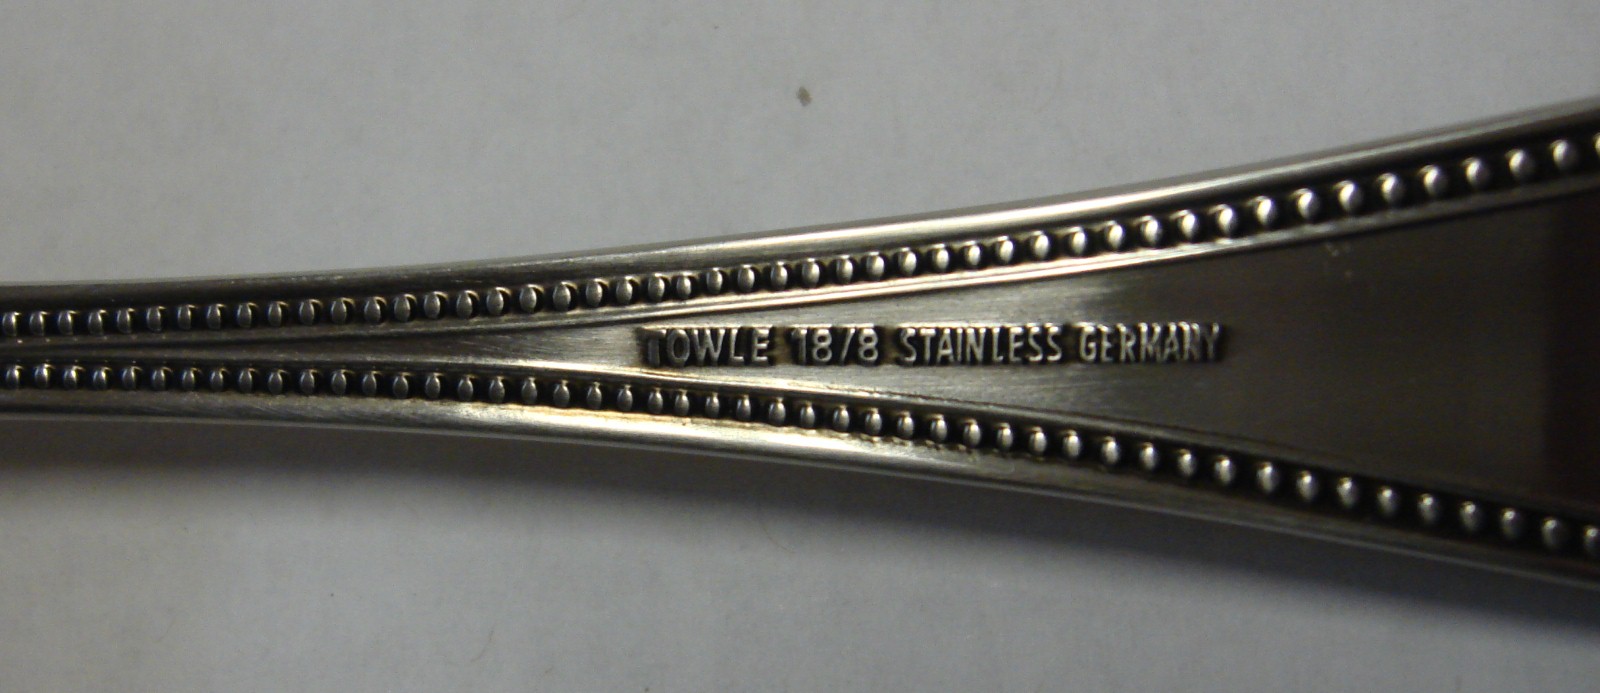 TOWLE 18/8 STAINLESS GERMANY